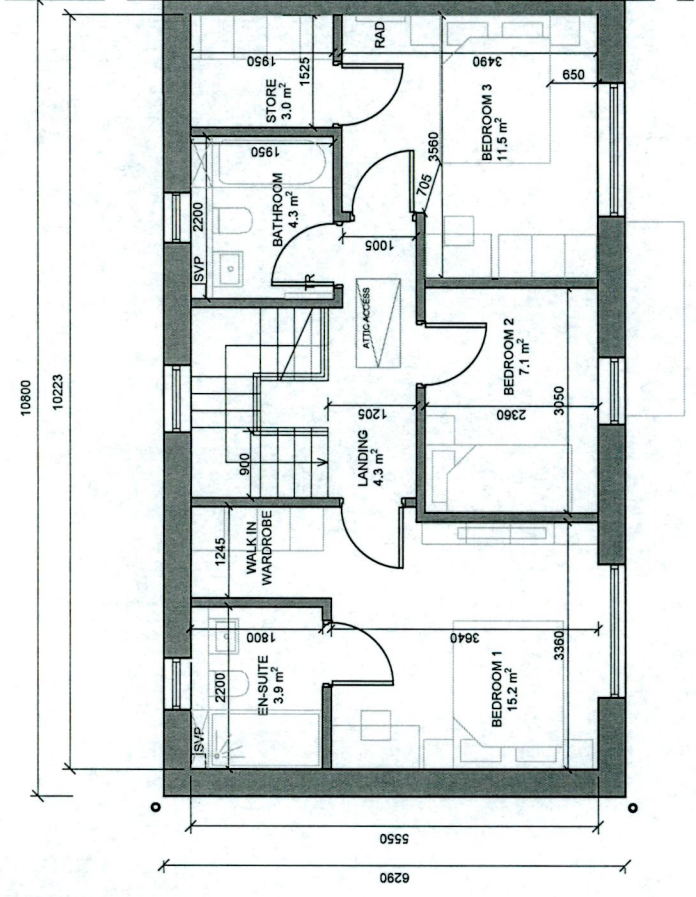 10800
10223
1950
STORE
3.0 m²
1525
RAD
3490
650
BEDROOM 3
11.5 m²
3560
705
1950
BATHROOM
4.3 m²
2200
SVP
TR
1005
ATTIC ACCESS
BEDROOM 2
7.1 m²
2360
3050
1205
LANDING
4.3 m²
900
WALK IN
WARDROBE
1245
1800
EN-SUITE
3.9 m²
2200
SVP
3640
3360
BEDROOM 1
15.2 m²
5550
6290